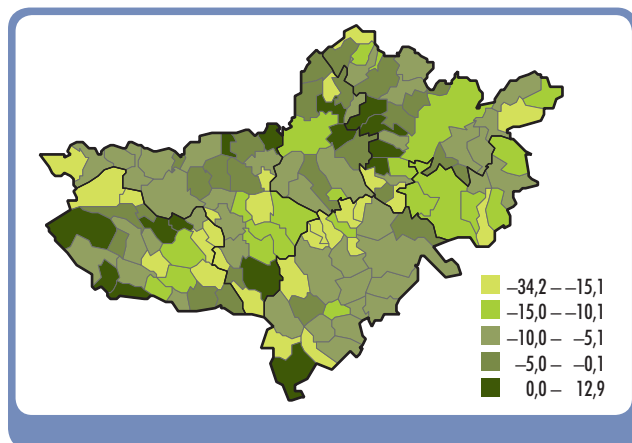 –34,2 – –15,1
–15,0 – –10,1
–10,0 – –5,1
–5,0 – –0,1
0,0 – 12,9